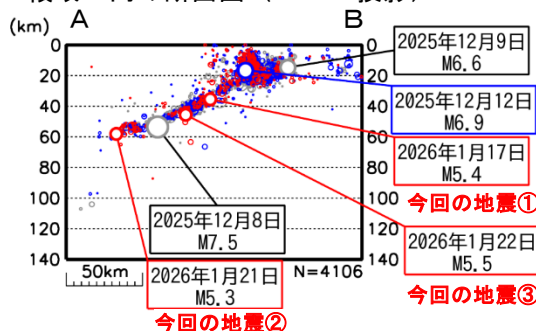 (km) A B
0 0
20 20
40 40
60 60
80 80
100 100
120 120
140 140
2025年12月9日
M6.6
2025年12月12日
M6.9
2026年1月17日
M5.4
今回の地震①
2025年12月8日
M7.5
2026年1月22日
M5.5
今回の地震③
50km
2026年1月21日
M5.3
今回の地震②
N=4106